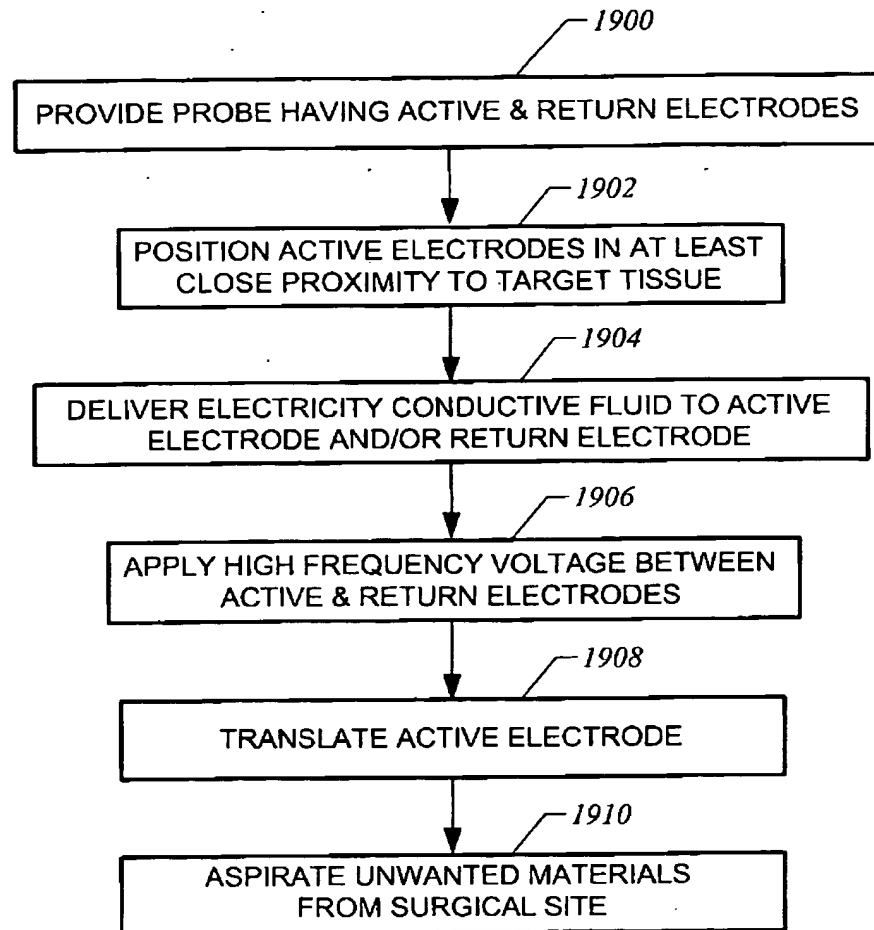 1900
PROVIDE PROBE HAVING ACTIVE & RETURN ELECTRODES
1902
POSITION ACTIVE ELECTRODES IN AT LEAST
CLOSE PROXIMITY TO TARGET TISSUE
1904
DELIVER ELECTRICITY CONDUCTIVE FLUID TO ACTIVE
ELECTRODE AND/OR RETURN ELECTRODE
1906
APPLY HIGH FREQUENCY VOLTAGE BETWEEN
ACTIVE & RETURN ELECTRODES
1908
TRANSLATE ACTIVE ELECTRODE
1910
ASPIRATE UNWANTED MATERIALS
FROM SURGICAL SITE